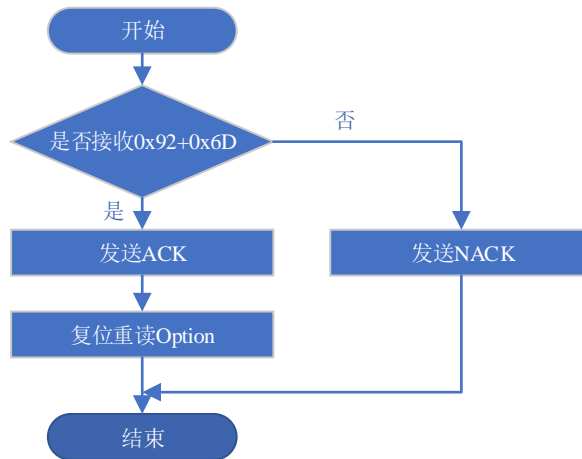 开始
是否接收0x92+0x6D
否
是
发送ACK
发送NACK
复位重读Option
结束